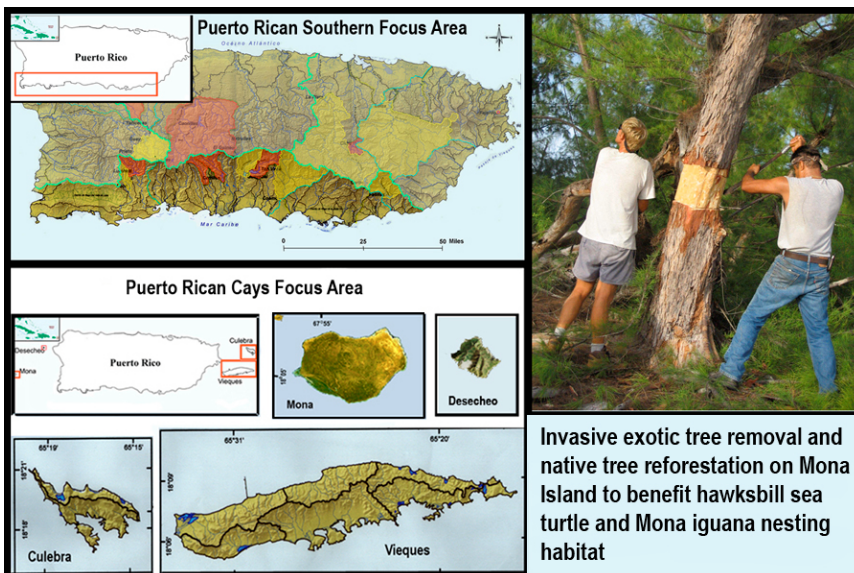 Puerto Rican Southern Focus Area
Océano Atlántico
Puerto Rico
Mar Caribe
0 25 50 Miles
Puerto Rican Cays Focus Area
Desecheo
Mona
Puerto Rico
Culebra
Vieques
67°55'
18°05'
Mona
Desecheo
65°19' 65°15'
18°21'
18°18'
Culebra
65°31' 65°20'
18°09'
18°06'
Vieques
Invasive exotic tree removal and
native tree reforestation on Mona
Island to benefit hawksbill sea
turtle and Mona iguana nesting
habitat